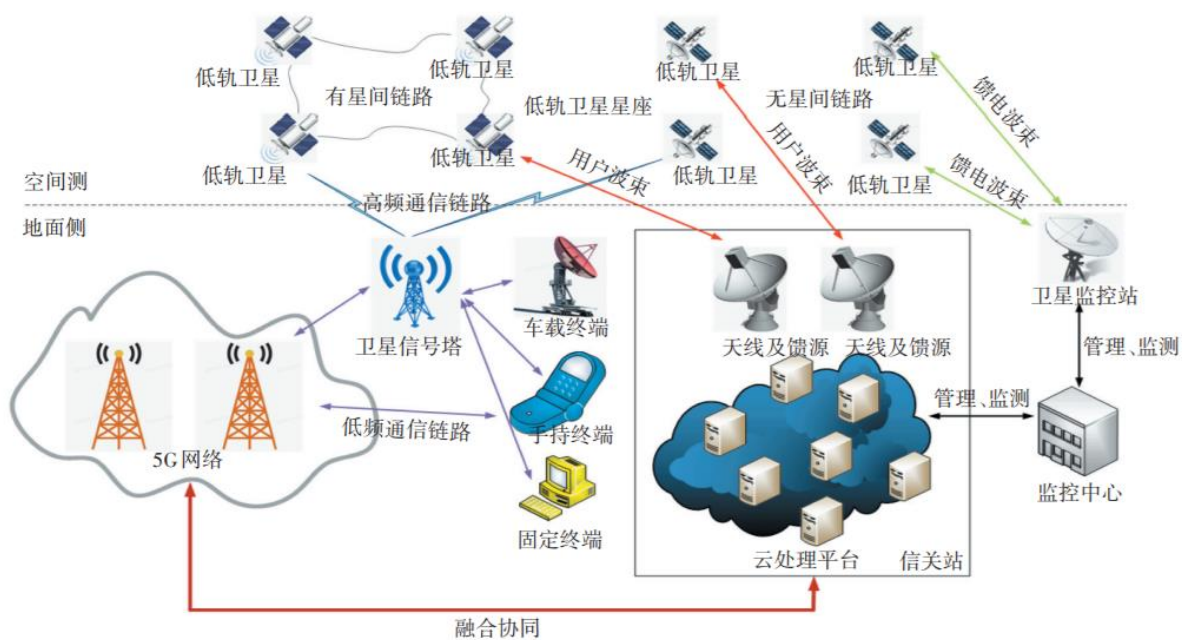 低轨卫星
低轨卫星
低轨卫星
低轨卫星
有星间链路
低轨卫星星座
无星间链路
馈电波束
低轨卫星
低轨卫星
用户波束
用户波束
低轨卫星
低轨卫星
馈电波束
空间测
高频通信链路
地面侧
卫星信号塔
车载终端
天线及馈源
天线及馈源
卫星监控站
管理、监测
低频通信链路
手持终端
管理、监测
5G网络
监控中心
固定终端
云处理平台
信关站
融合协同